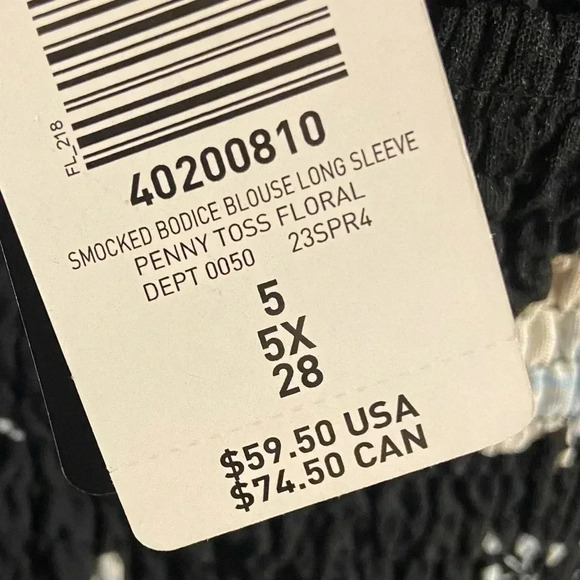 FL_218
40200810
SMOCKED BODICE BLOUSE LONG SLEEVE
PENNY TOSS FLORAL
DEPT 0050 23SPR4
5
5X
28
$59.50 USA
$74.50 CAN